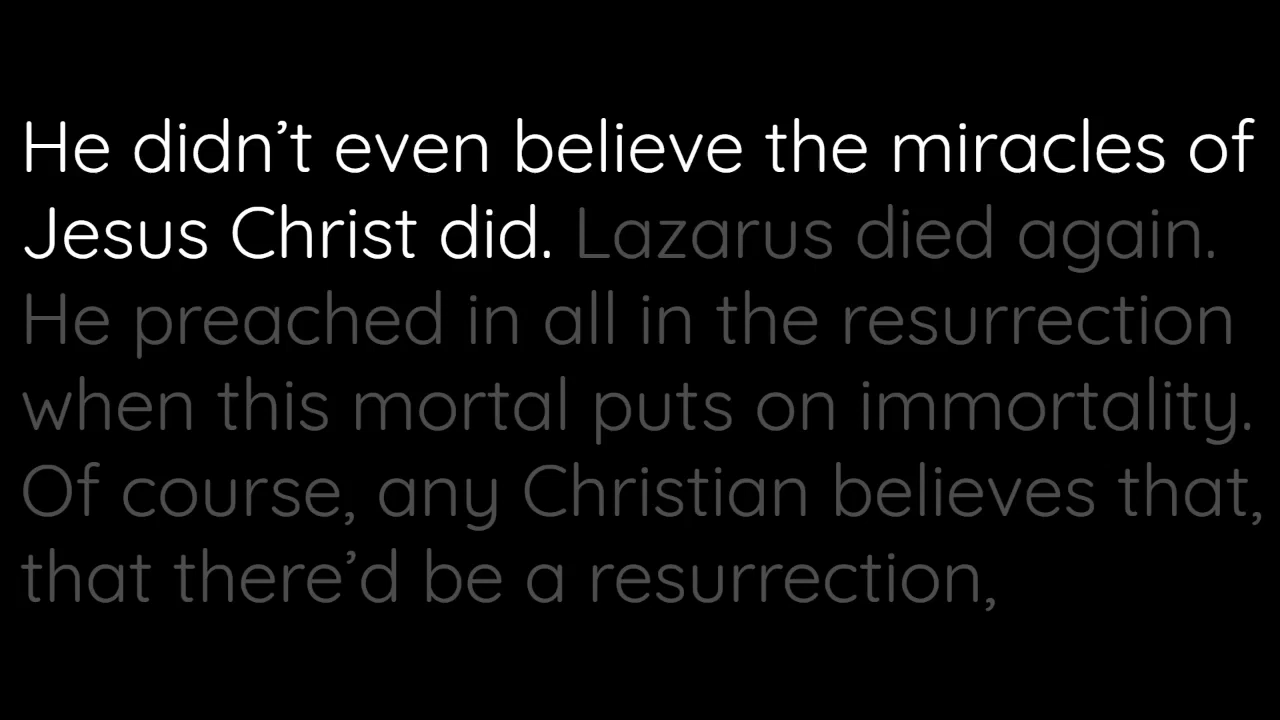 He didn’t even believe the miracles of
Jesus Christ did. Lazarus died again.
He preached in all in the resurrection
when this mortal puts on immortality.
Of course, any Christian believes that,
that there’d be a resurrection,